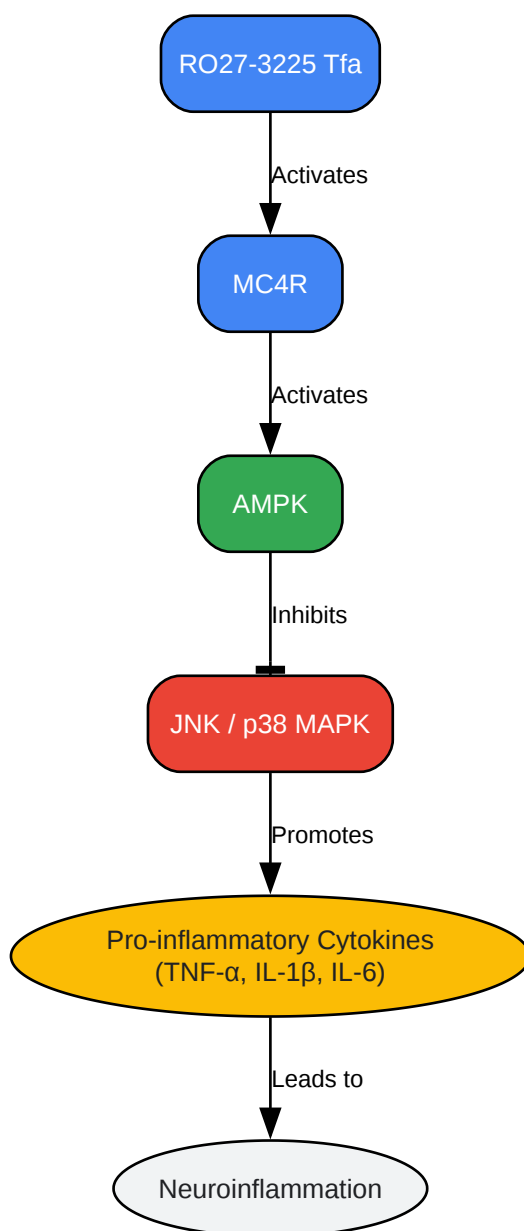 RO27-3225 Tfa
Activates
MC4R
Activates
AMPK
Inhibits
JNK / p38 MAPK
Promotes
Pro-inflammatory Cytokines
(TNF-α, IL-1β, IL-6)
Leads to
Neuroinflammation